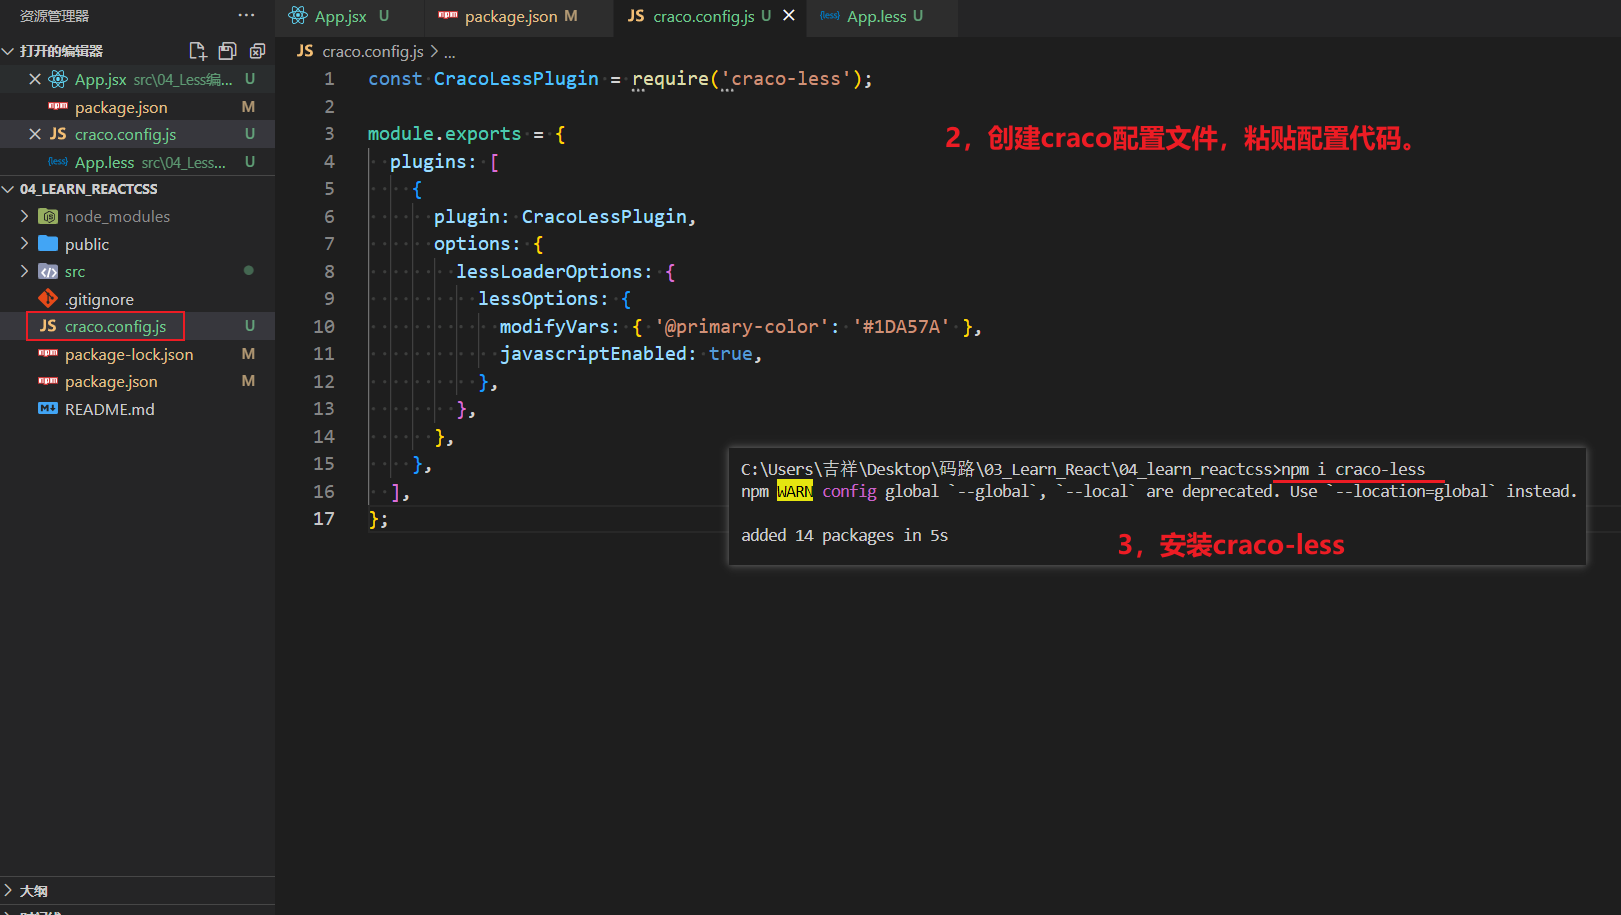 资源管理器 ···
打开的编辑器
App.jsx src\04_Less编... U
package.json M
JS craco.config.js U
{less} App.less src\04_Less... U
04_LEARN_REACTCSS
node_modules
public
src
.gitignore
JS craco.config.js U
package-lock.json M
package.json M
README.md
大纲
App.jsx U
package.json M
JS craco.config.js U
{less} App.less U
JS craco.config.js > ...
1 const CracoLessPlugin = require('craco-less');
2
3 module.exports = {
4 plugins: [
5 {
6 plugin: CracoLessPlugin,
7 options: {
8 lessLoaderOptions: {
9 lessOptions: {
10 modifyVars: { '@primary-color': '#1DA57A' },
11 javascriptEnabled: true,
12 },
13 },
14 },
15 },
16 ],
17 };
2，创建craco配置文件，粘贴配置代码。
C:\Users\吉祥\Desktop\码路\03_Learn_React\04_learn_reactcss>npm i craco-less
npm WARN config global `--global`, `--local` are deprecated. Use `--location=global` instead.
added 14 packages in 5s
3，安装craco-less